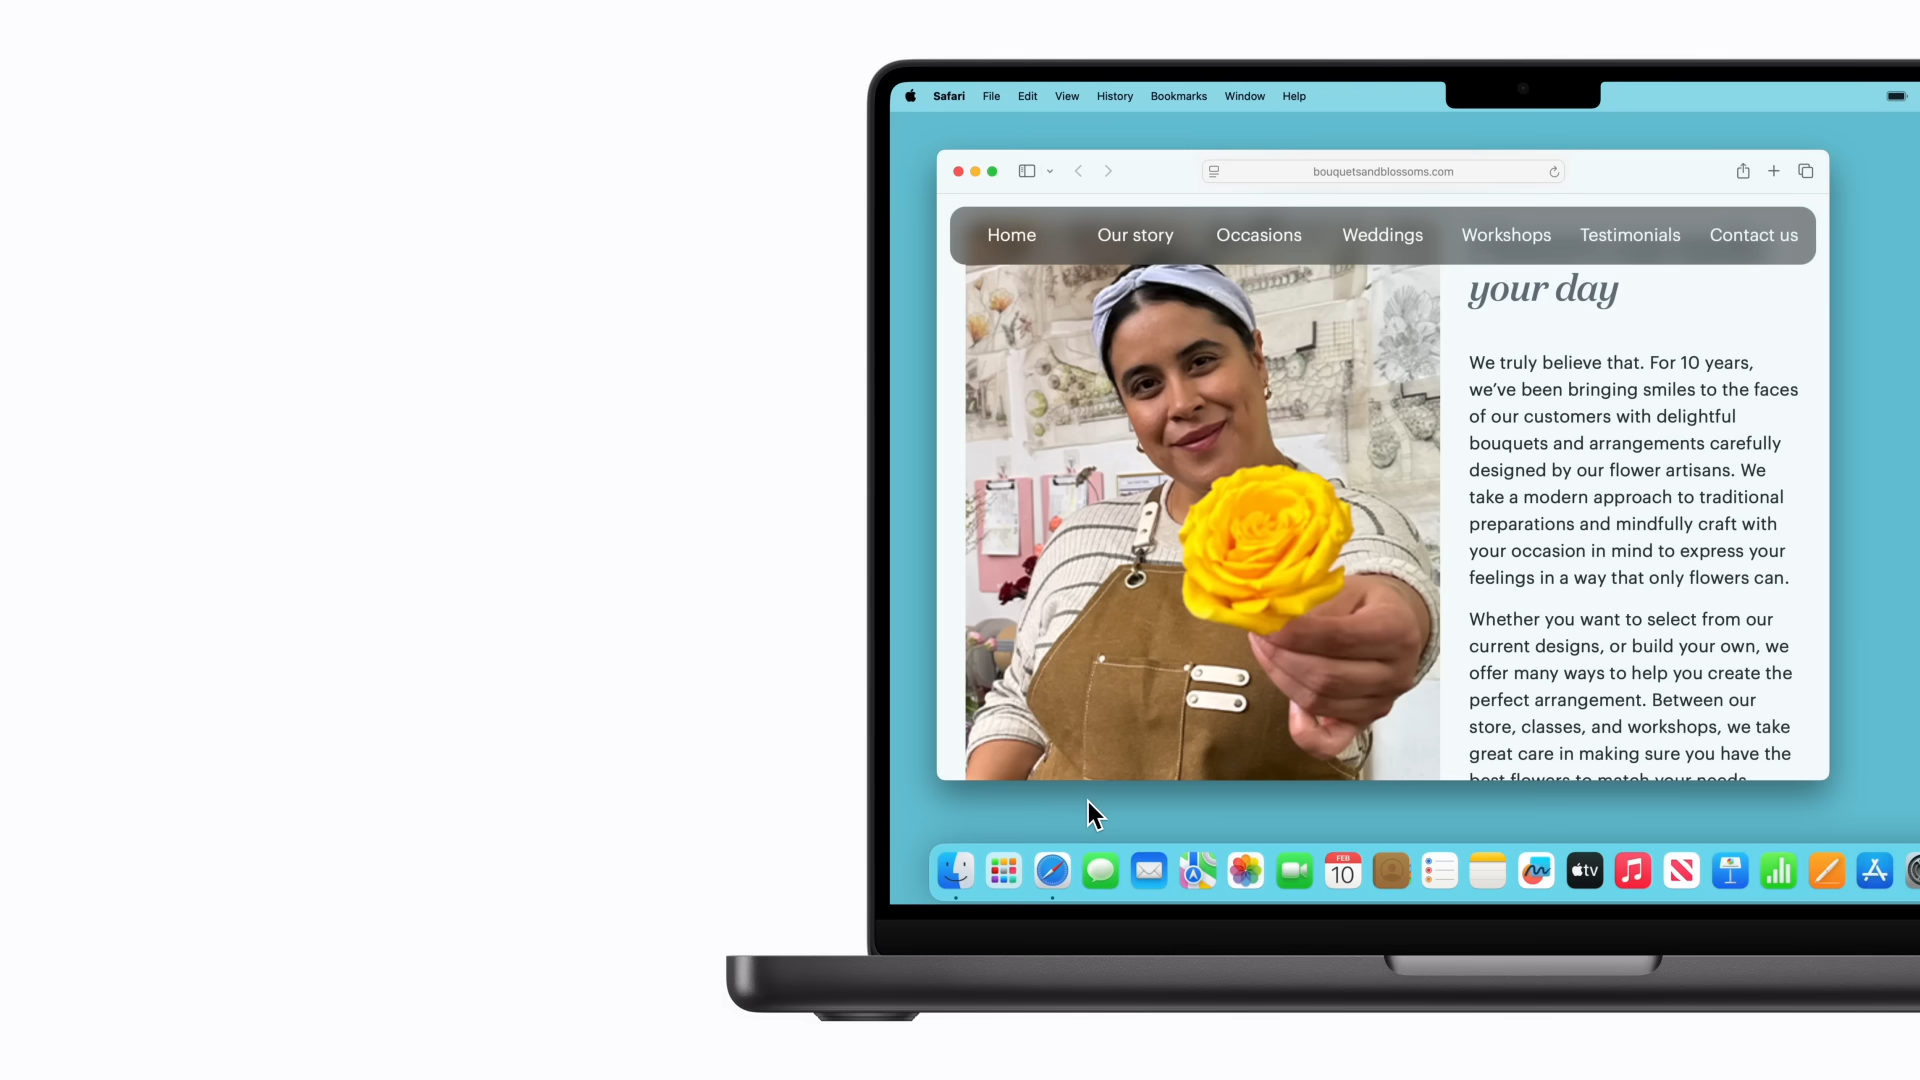 Safari File Edit View History Bookmarks Window Help
bouquetsandblossoms.com
Home Our story Occasions Weddings Workshops Testimonials Contact us
your day
We truly believe that. For 10 years,
we’ve been bringing smiles to the faces
of our customers with delightful
bouquets and arrangements carefully
designed by our flower artisans. We
take a modern approach to traditional
preparations and mindfully craft with
your occasion in mind to express your
feelings in a way that only flowers can.
Whether you want to select from our
current designs, or build your own, we
offer many ways to help you create the
perfect arrangement. Between our
store, classes, and workshops, we take
great care in making sure you have the
best flowers to match your needs
FEB
10
tv